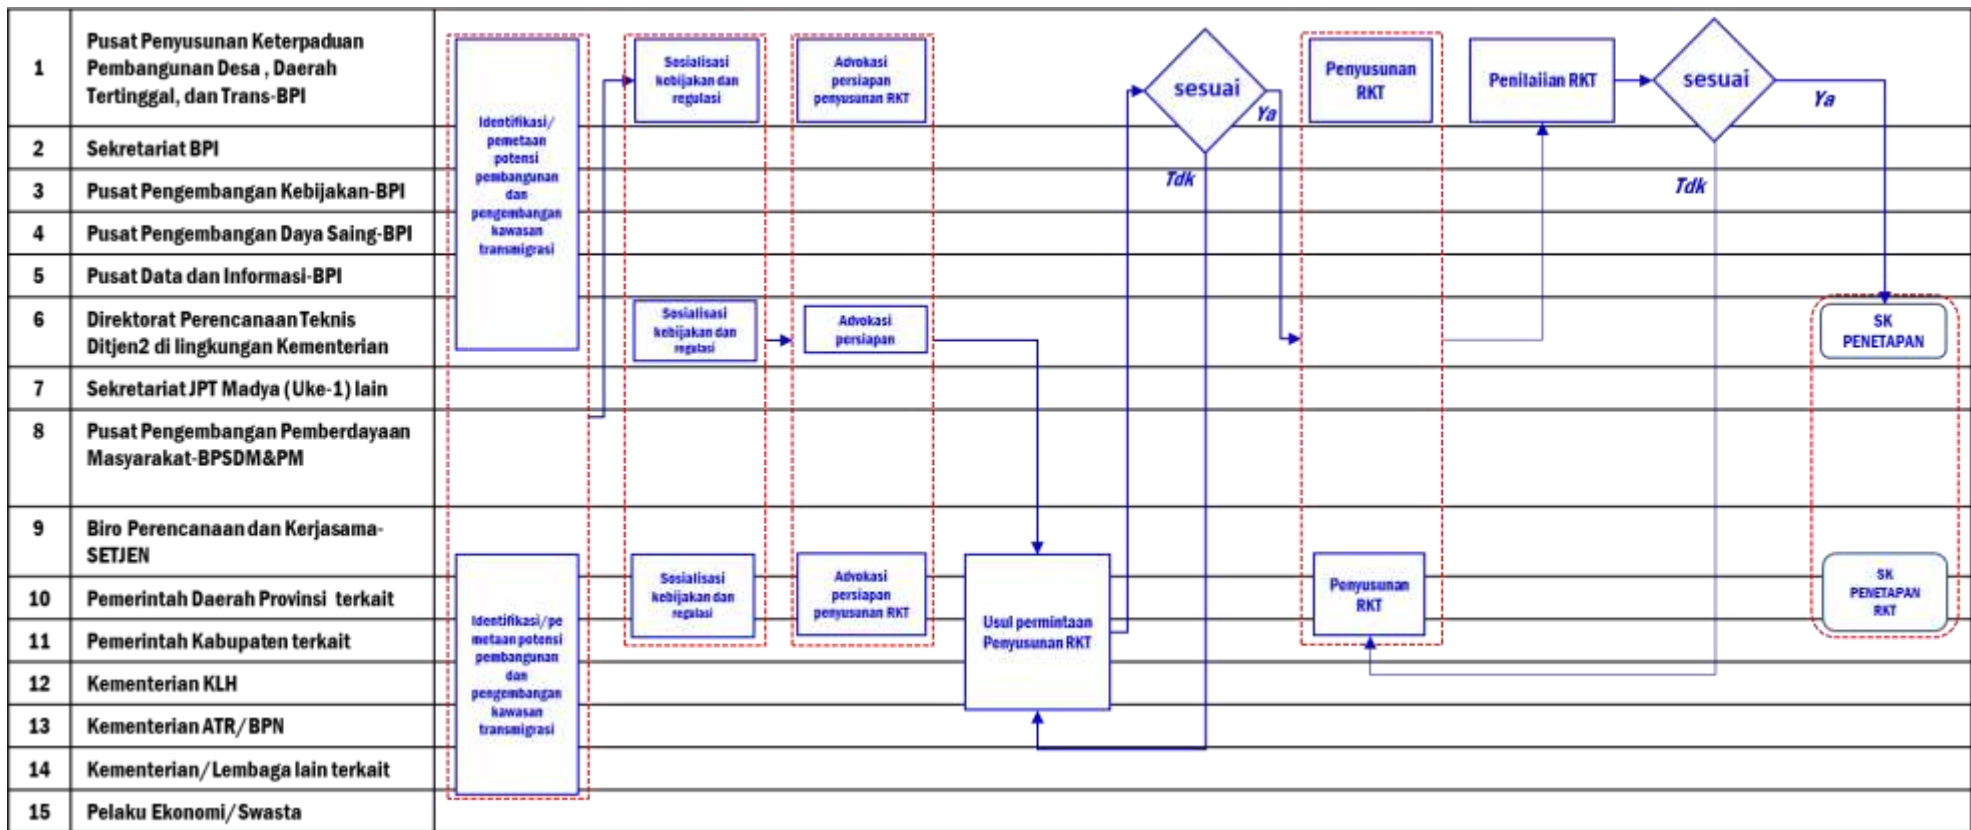 1
Pusat Penyusunan Keterpaduan
Pembangunan Desa , Daerah
Tertinggal, dan Trans-BPI
2
Sekretariat BPI
3
Pusat Pengembangan Kebijakan-BPI
4
Pusat Pengembangan Daya Saing-BPI
5
Pusat Data dan Informasi-BPI
6
Direktorat Perencanaan Teknis
Ditjen2 di lingkungan Kementerian
7
Sekretariat JPT Madya (Uke-1) lain
8
Pusat Pengembangan Pemberdayaan
Masyarakat-BPSDM&PM
9
Biro Perencanaan dan Kerjasama-
SETJEN
10
Pemerintah Daerah Provinsi terkait
11
Pemerintah Kabupaten terkait
12
Kementerian KLH
13
Kementerian ATR/BPN
14
Kementerian/Lembaga lain terkait
15
Pelaku Ekonomi/Swasta
Identifikasi/
pemetaan
potensi
pembangunan
dan
pengembangan
kawasan
transmigrasi
Identifikasi/pe
metaan potensi
pembangunan
dan
pengembangan
kawasan
transmigrasi
Sosialisasi
kebijakan dan
regulasi
Sosialisasi
kebijakan dan
regulasi
Sosialisasi
kebijakan dan
regulasi
Advokasi
persiapan
penyusunan RKT
Advokasi
persiapan
Advokasi
persiapan
penyusunan RKT
Usul permintaan
Penyusunan RKT
sesuai
Ya
Tdk
Penyusunan
RKT
Penyusunan
RKT
Penilaiian RKT
sesuai
Ya
Tdk
SK
PENETAPAN
SK
PENETAPAN
RKT